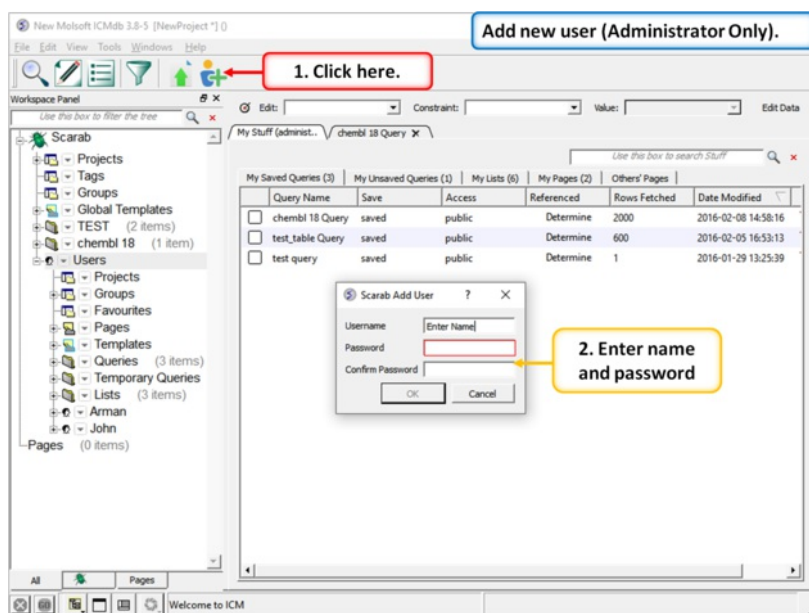 New Molsoft ICMdb 3.8-5 [NewProject *] ()
Add new user (Administrator Only).
File Edit View Tools Windows Help
1. Click here.
Workspace Panel
Use this box to filter the tree
Edit: Constraint: Value: Edit Data
My Stuff (administ.. chembl 18 Query
Use this box to search Stuff
My Saved Queries (3) My Unsaved Queries (1) My Lists (6) My Pages (2) Others' Pages
Query Name Save Access Referenced Rows Fetched Date Modified
chembl 18 Query saved public Determine 2000 2016-02-08 14:58:16
test_table Query saved public Determine 600 2016-02-05 16:53:13
test query saved public Determine 1 2016-01-29 13:25:39
Scarab
Projects
Tags
Groups
Global Templates
TEST (2 items)
chembl 18 (1 item)
Users
Projects
Groups
Favourites
Pages
Templates
Queries (3 items)
Temporary Queries
Lists (3 items)
Arman
John
Pages (0 items)
Scarab Add User ? X
Username Enter Name
Password
Confirm Password
OK Cancel
2. Enter name
and password
All Pages
Welcome to ICM